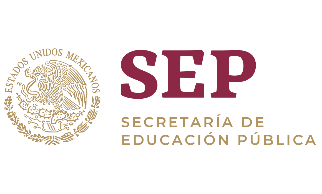 ESTADOS UNIDOS MEXICANOS
SEP
SECRETARÍA DE
EDUCACIÓN PÚBLICA